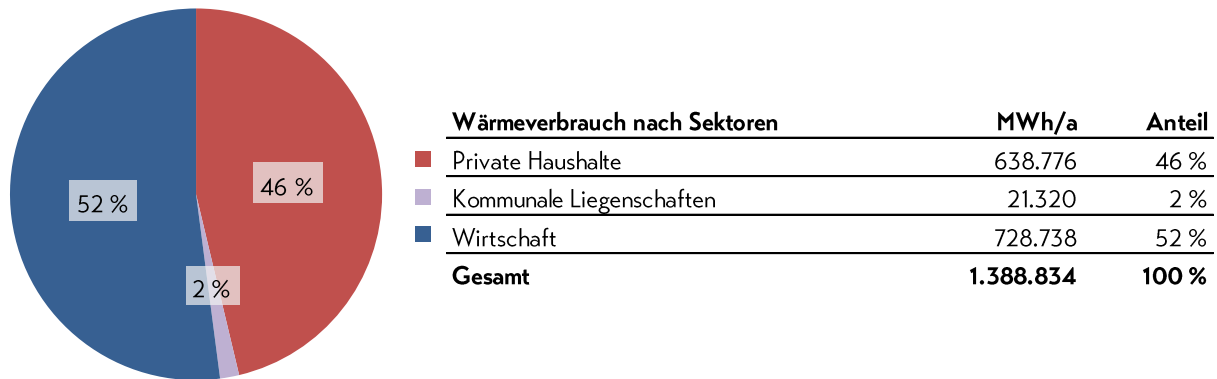 52 %
46 %
2 %
Wärmeverbrauch nach Sektoren MWh/a Anteil
Private Haushalte 638.776 46 %
Kommunale Liegenschaften 21.320 2 %
Wirtschaft 728.738 52 %
Gesamt 1.388.834 100 %